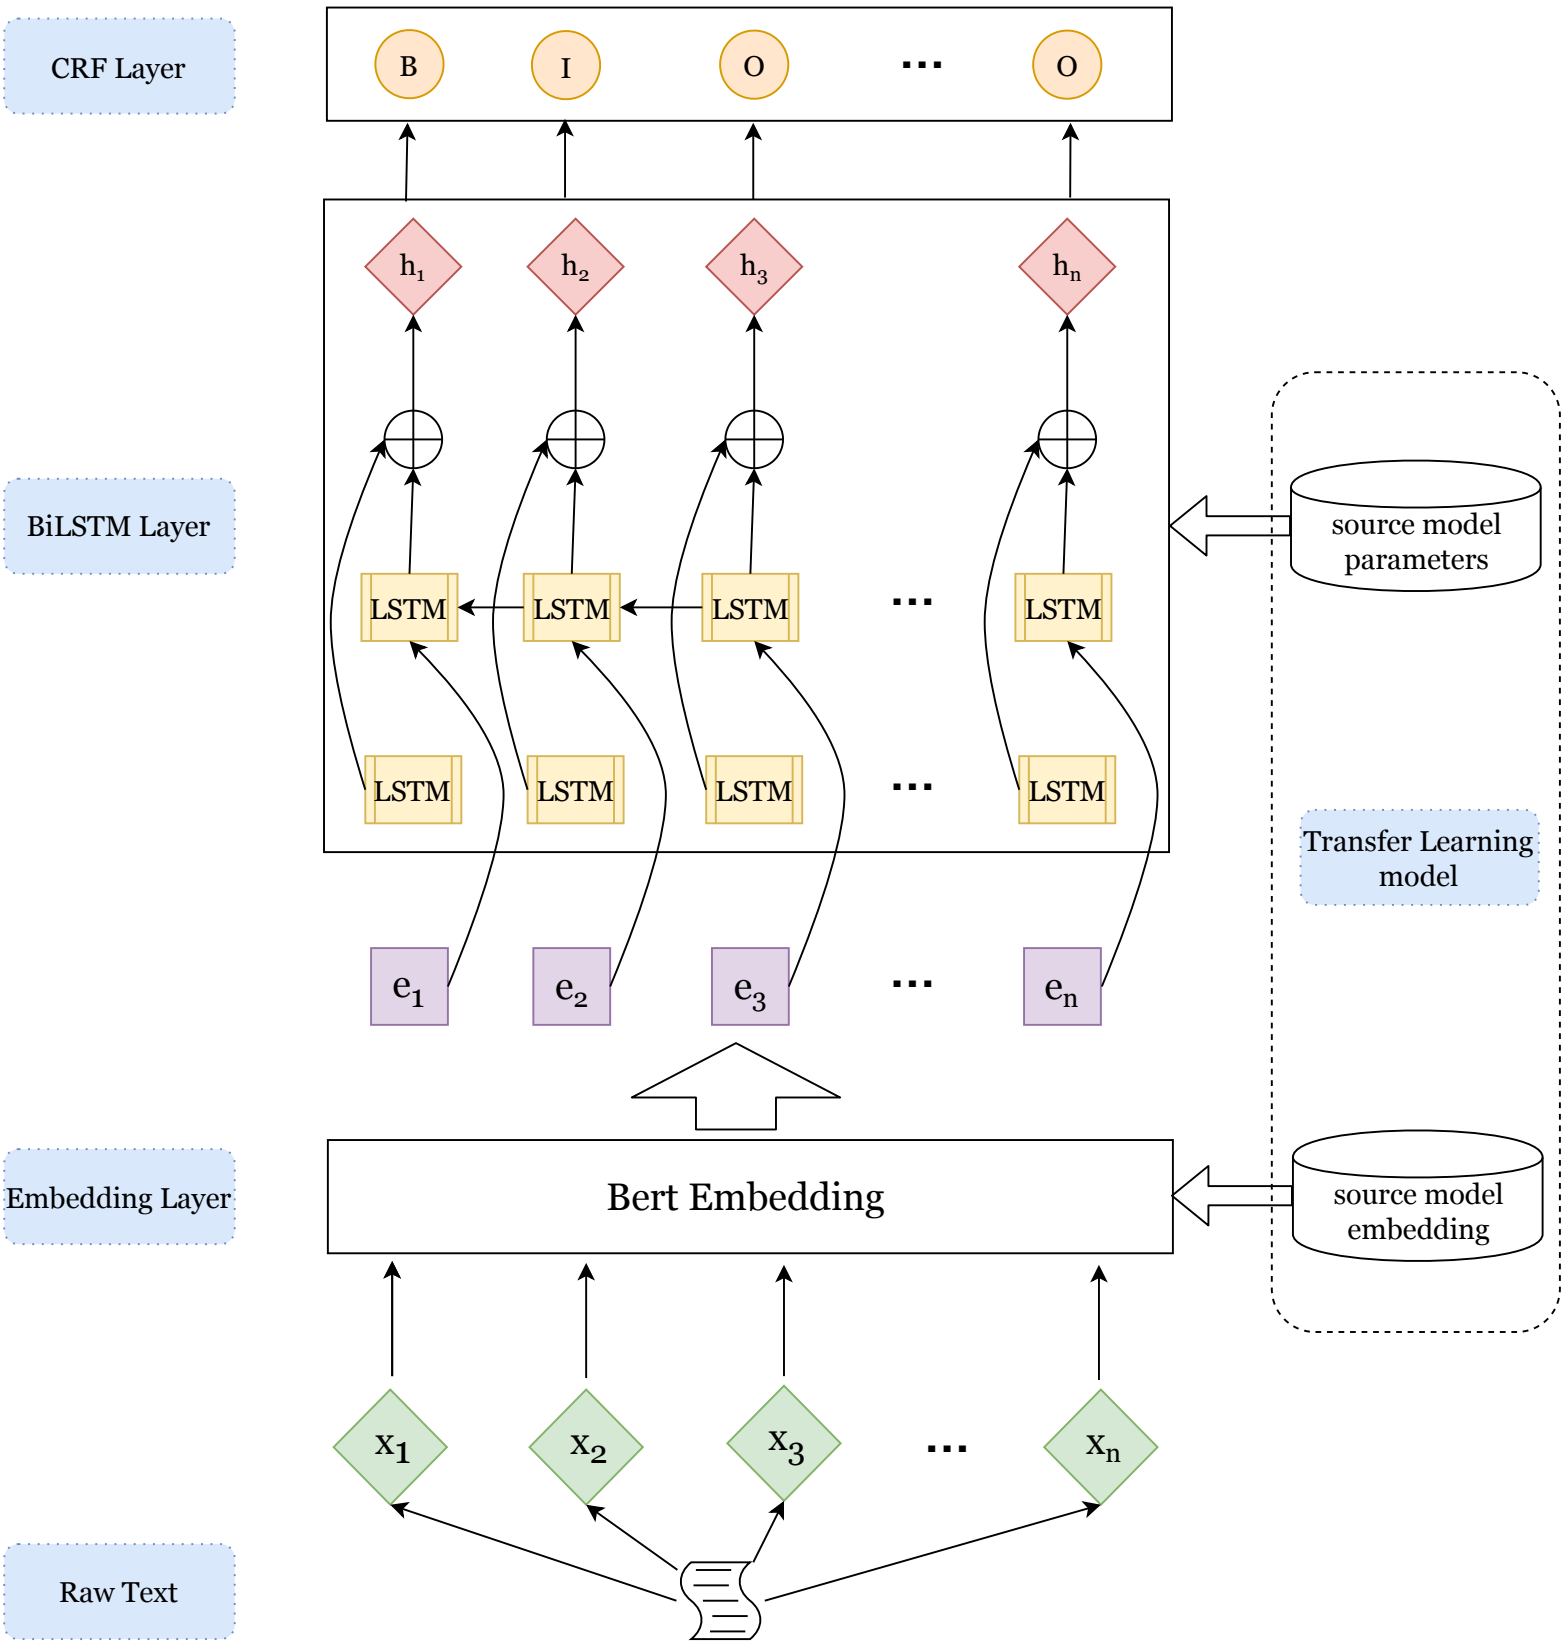 CRF Layer
B I O ... O
h1 h2 h3 hn
BiLSTM Layer
source model
parameters
LSTM LSTM LSTM ... LSTM
LSTM LSTM LSTM ... LSTM
Transfer Learning
model
e1 e2 e3 ... en
Embedding Layer
Bert Embedding
source model
embedding
x1 x2 x3 ... xn
Raw Text